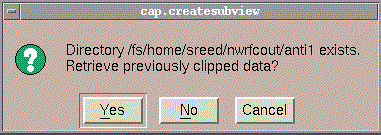 cap.createsubview
Directory /fs/home/sreed/nwrfcout/anti1 exists.
Retrieve previously clipped data?
Yes No Cancel